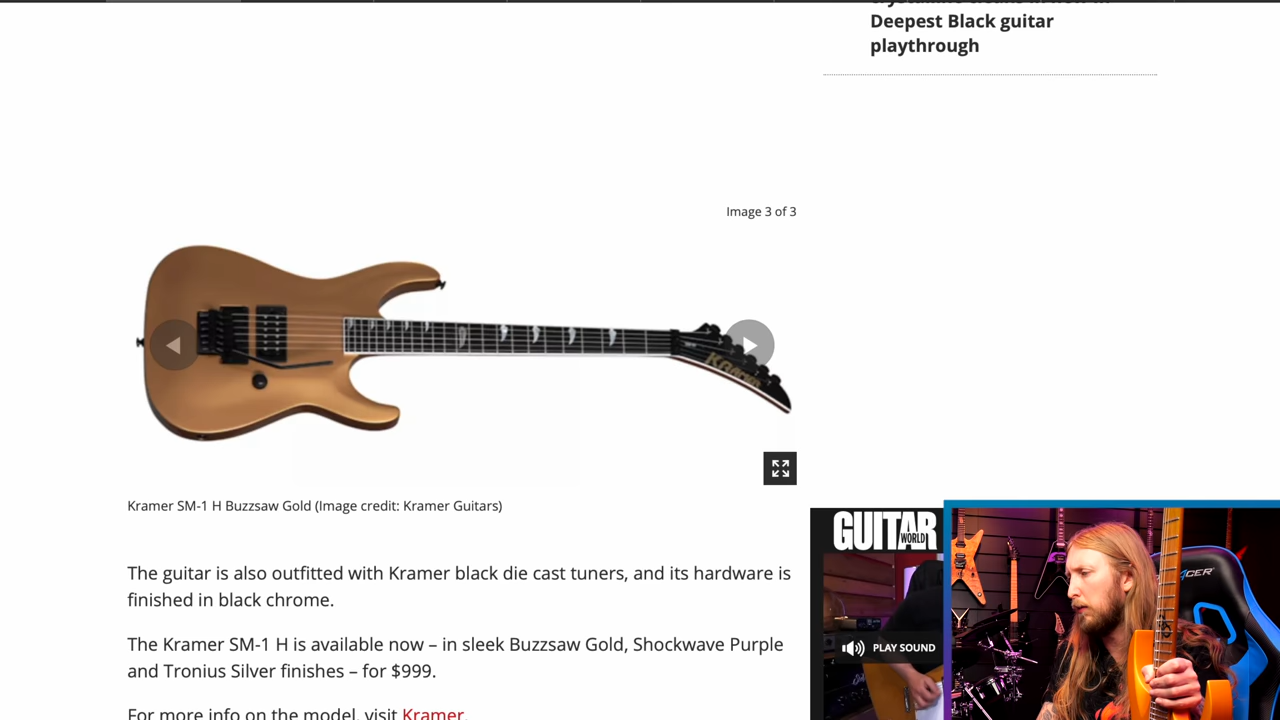 Deepest Black guitar
playthrough
Image 3 of 3
Kramer
Kramer SM-1 H Buzzsaw Gold (Image credit: Kramer Guitars)
The guitar is also outfitted with Kramer black die cast tuners, and its hardware is
finished in black chrome.
The Kramer SM-1 H is available now – in sleek Buzzsaw Gold, Shockwave Purple
and Tronius Silver finishes – for $999.
For more info on the model, visit Kramer.
GUITAR
WORLD
PLAY SOUND
ACER